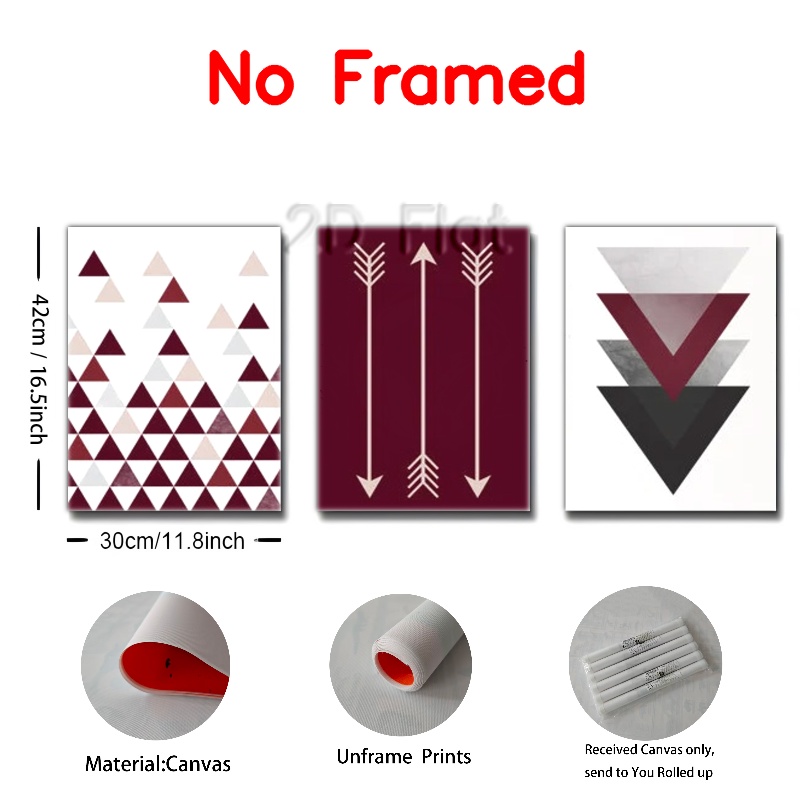 No Framed
2D Flat
42cm / 16.5inch
30cm/11.8inch
Material:Canvas
Unframe Prints
Received Canvas only,
send to You Rolled up